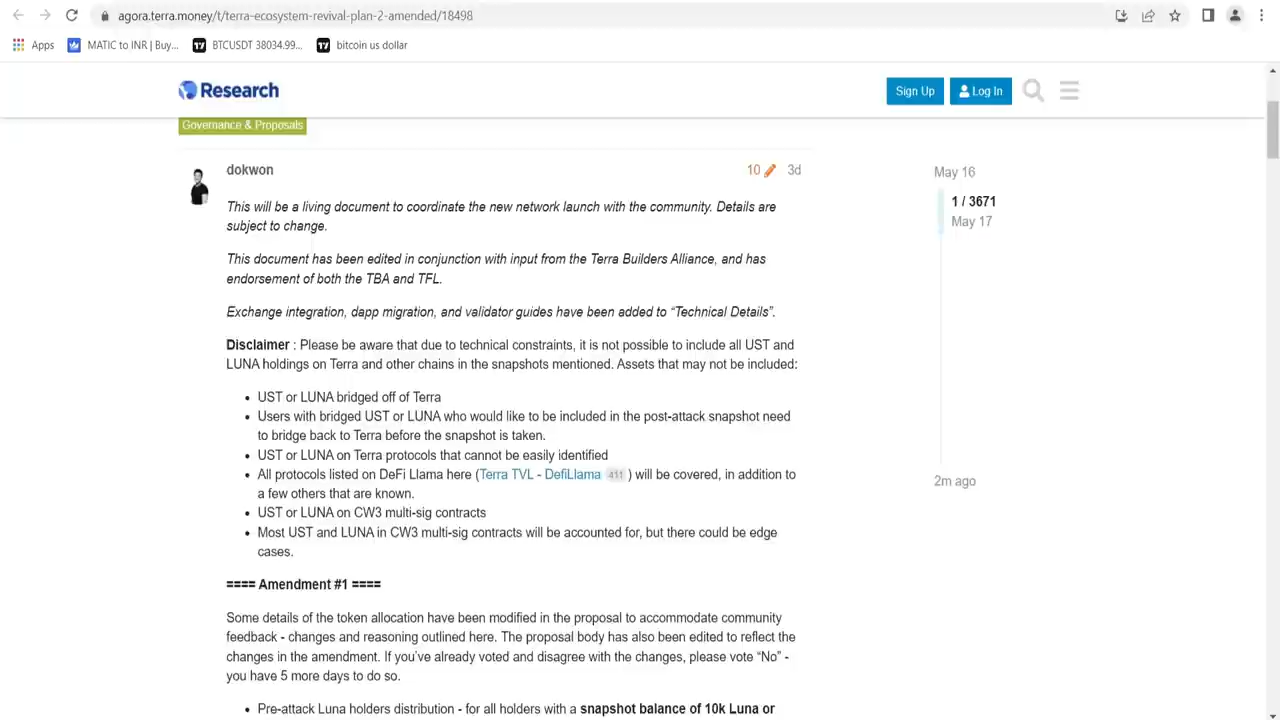 agora.terra.money/t/terra-ecosystem-revival-plan-2-amended/18498
Apps MATIC to INR | Buy... BTCUSDT 38034.99... bitcoin us dollar
Research
Sign Up Log In
Governance & Proposals
dokwon 10 3d
This will be a living document to coordinate the new network launch with the community. Details are
subject to change.
This document has been edited in conjunction with input from the Terra Builders Alliance, and has
endorsement of both the TBA and TFL.
Exchange integration, dapp migration, and validator guides have been added to “Technical Details”.
Disclaimer : Please be aware that due to technical constraints, it is not possible to include all UST and
LUNA holdings on Terra and other chains in the snapshots mentioned. Assets that may not be included:
• UST or LUNA bridged off of Terra
• Users with bridged UST or LUNA who would like to be included in the post-attack snapshot need
to bridge back to Terra before the snapshot is taken.
• UST or LUNA on Terra protocols that cannot be easily identified
• All protocols listed on DeFi Llama here (Terra TVL - DefiLlama 411 ) will be covered, in addition to
a few others that are known.
• UST or LUNA on CW3 multi-sig contracts
• Most UST and LUNA in CW3 multi-sig contracts will be accounted for, but there could be edge
cases.
==== Amendment #1 ====
Some details of the token allocation have been modified in the proposal to accommodate community
feedback - changes and reasoning outlined here. The proposal body has also been edited to reflect the
changes in the amendment. If you’ve already voted and disagree with the changes, please vote “No” -
you have 5 more days to do so.
• Pre-attack Luna holders distribution - for all holders with a snapshot balance of 10k Luna or
May 16
1 / 3671
May 17
2m ago